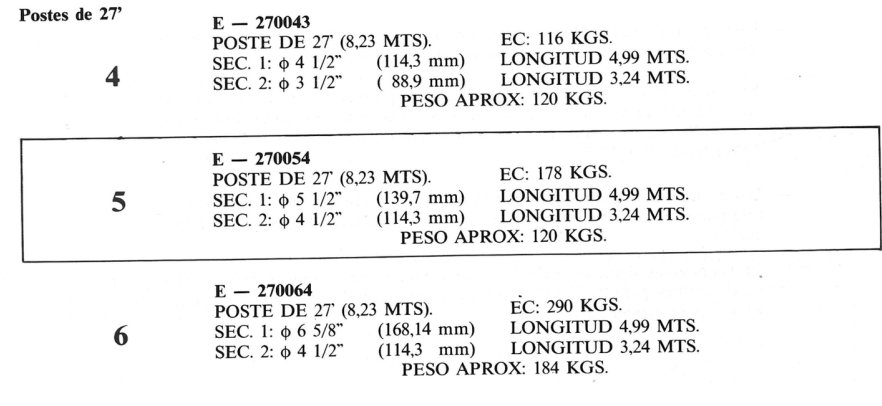 Postes de 27'
4
E — 270043
POSTE DE 27' (8,23 MTS). EC: 116 KGS.
SEC. 1: ф 4 1/2" (114,3 mm) LONGITUD 4,99 MTS.
SEC. 2: ф 3 1/2" ( 88,9 mm) LONGITUD 3,24 MTS.
PESO APROX: 120 KGS.
5
E — 270054
POSTE DE 27' (8,23 MTS). EC: 178 KGS.
SEC. 1: ф 5 1/2" (139,7 mm) LONGITUD 4,99 MTS.
SEC. 2: ф 4 1/2" (114,3 mm) LONGITUD 3,24 MTS.
PESO APROX: 120 KGS.
6
E — 270064
POSTE DE 27' (8,23 MTS). EC: 290 KGS.
SEC. 1: ф 6 5/8" (168,14 mm) LONGITUD 4,99 MTS.
SEC. 2: ф 4 1/2" (114,3 mm) LONGITUD 3,24 MTS.
PESO APROX: 184 KGS.